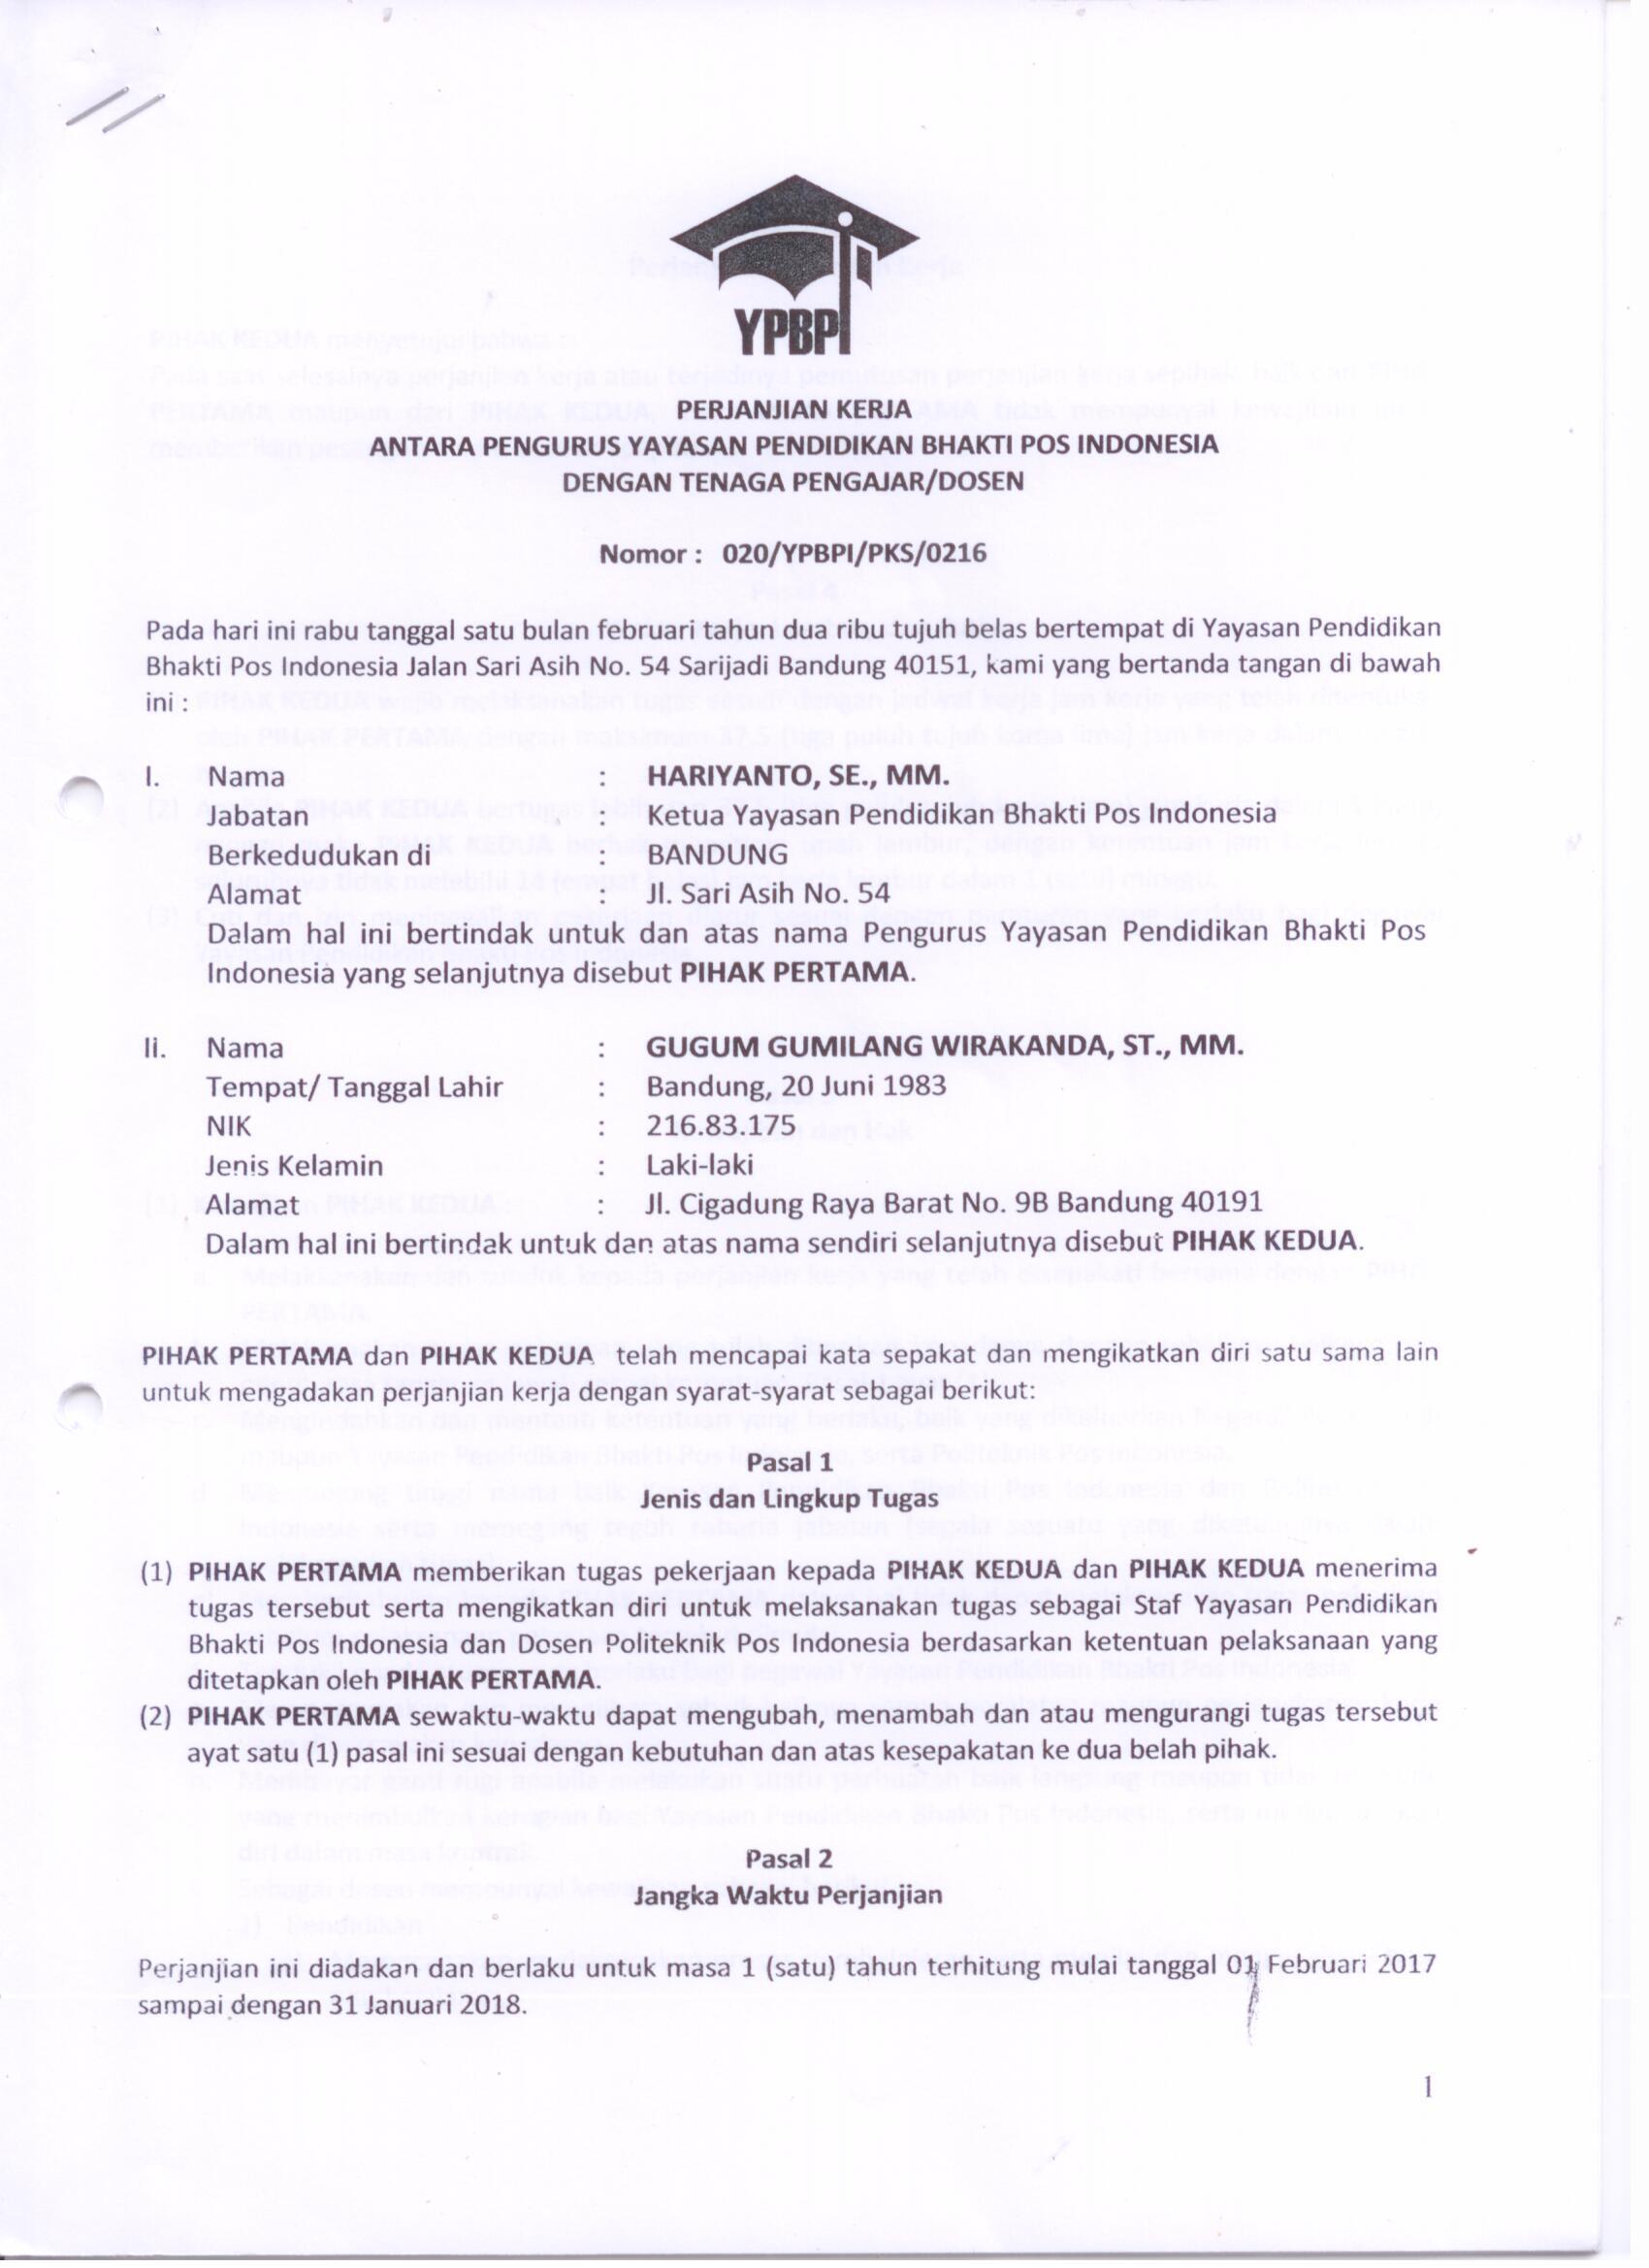 YPBPI
PERJANJIAN KERJA
ANTARA PENGURUS YAYASAN PENDIDIKAN BHAKTI POS INDONESIA
DENGAN TENAGA PENGAJAR/DOSEN
Nomor : 020/YPBPI/PKS/0216
Pada hari ini rabu tanggal satu bulan februari tahun dua ribu tujuh belas bertempat di Yayasan Pendidikan
Bhakti Pos Indonesia Jalan Sari Asih No. 54 Sarijadi Bandung 40151, kami yang bertanda tangan di bawah
ini :
I. Nama : HARIYANTO, SE., MM.
Jabatan : Ketua Yayasan Pendidikan Bhakti Pos Indonesia
Berkedudukan di : BANDUNG
Alamat : Jl. Sari Asih No. 54
Dalam hal ini bertindak untuk dan atas nama Pengurus Yayasan Pendidikan Bhakti Pos
Indonesia yang selanjutnya disebut PIHAK PERTAMA.
Ii. Nama : GUGUM GUMILANG WIRAKANDA, ST., MM.
Tempat/ Tanggal Lahir : Bandung, 20 Juni 1983
NIK : 216.83.175
Jenis Kelamin : Laki-laki
Alamat : Jl. Cigadung Raya Barat No. 9B Bandung 40191
Dalam hal ini bertindak untuk dan atas nama sendiri selanjutnya disebut PIHAK KEDUA.
PIHAK PERTAMA dan PIHAK KEDUA telah mencapai kata sepakat dan mengikatkan diri satu sama lain
untuk mengadakan perjanjian kerja dengan syarat-syarat sebagai berikut:
Pasal 1
Jenis dan Lingkup Tugas
(1) PIHAK PERTAMA memberikan tugas pekerjaan kepada PIHAK KEDUA dan PIHAK KEDUA menerima
tugas tersebut serta mengikatkan diri untuk melaksanakan tugas sebagai Staf Yayasan Pendidikan
Bhakti Pos Indonesia dan Dosen Politeknik Pos Indonesia berdasarkan ketentuan pelaksanaan yang
ditetapkan oleh PIHAK PERTAMA.
(2) PIHAK PERTAMA sewaktu-waktu dapat mengubah, menambah dan atau mengurangi tugas tersebut
ayat satu (1) pasal ini sesuai dengan kebutuhan dan atas kesepakatan ke dua belah pihak.
Pasal 2
Jangka Waktu Perjanjian
Perjanjian ini diadakan dan berlaku untuk masa 1 (satu) tahun terhitung mulai tanggal 01 Februari 2017
sampai dengan 31 Januari 2018.
1